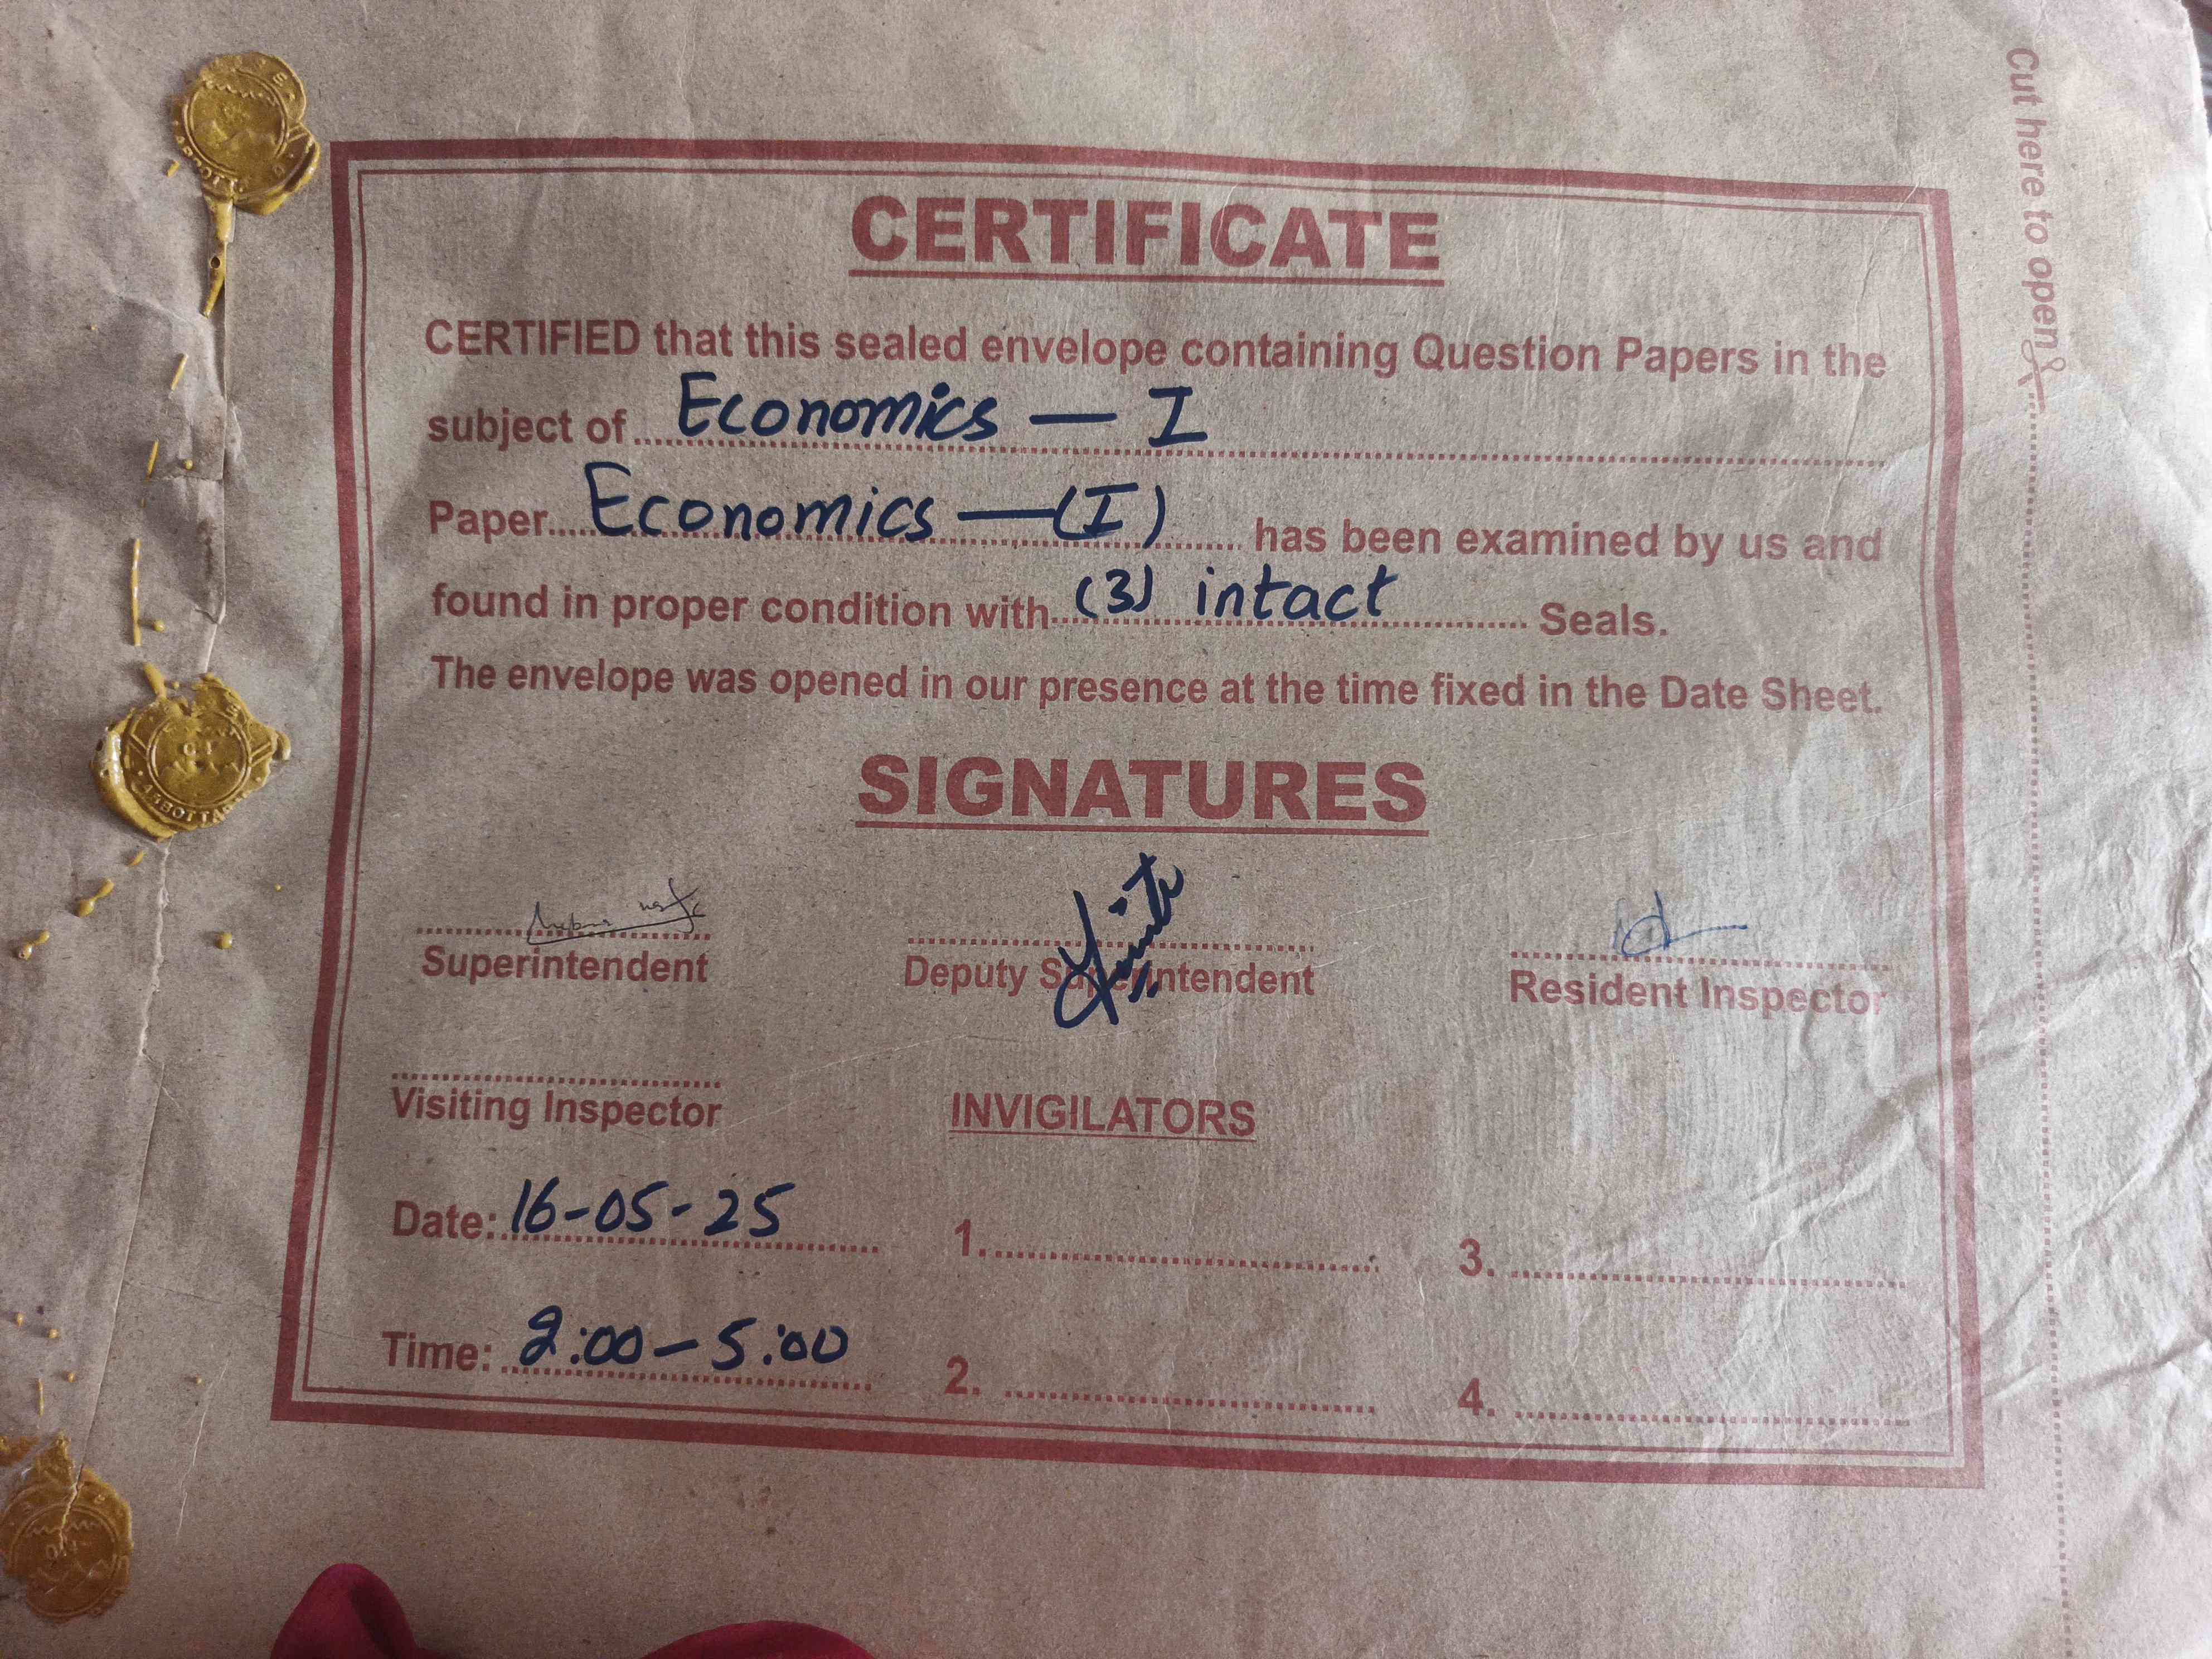 Cut here to open
CERTIFICATE
CERTIFIED that this sealed envelope containing Question Papers in the
subject of Economics — I
Paper Economics — (I) has been examined by us and
found in proper condition with (3) intact Seals.
The envelope was opened in our presence at the time fixed in the Date Sheet.
SIGNATURES
Superintendent Deputy Superintendent Resident Inspector
Visiting Inspector INVIGILATORS
Date: 16-05-25 1. 3.
Time: 2:00 — 5:00 2. 4.